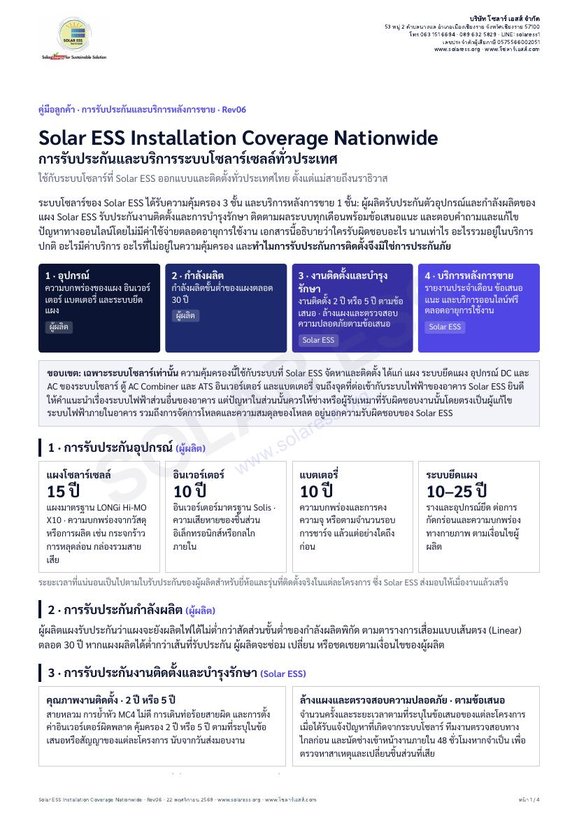 SOLAR ESS
Solar Energy for Sustainable Solution
บริษัท โซลาร์ เอสส์ จำกัด
53 หมู่ 2 ตำบลนางแล อำเภอเมืองเชียงราย จังหวัดเชียงราย 57100
โทร 063 151 6694 · 089 632 5829 · LINE: solaress1
เลขประจำตัวผู้เสียภาษี 0575566002051
www.solaress.org · www.โซลาร์เอสส์.com
คู่มือลูกค้า · การรับประกันและบริการหลังการขาย · Rev06
Solar ESS Installation Coverage Nationwide
การรับประกันและบริการระบบโซลาร์เซลล์ทั่วประเทศ
ใช้กับระบบโซลาร์ที่ Solar ESS ออกแบบและติดตั้งทั่วประเทศไทย ตั้งแต่แม่สายถึงนราธิวาส
ระบบโซลาร์ของ Solar ESS ได้รับความคุ้มครอง 3 ชั้น และบริการหลังการขาย 1 ชั้น: ผู้ผลิตรับประกันตัวอุปกรณ์และกำลังผลิตของ
แผง Solar ESS รับประกันงานติดตั้งและการบำรุงรักษา ติดตามผลระบบทุกเดือนพร้อมข้อเสนอแนะ และตอบคำถามและแก้ไข
ปัญหาทางออนไลน์โดยไม่มีค่าใช้จ่ายตลอดอายุการใช้งาน เอกสารนี้อธิบายว่าใครรับผิดชอบอะไร นานเท่าไร อะไรรวมอยู่ในบริการ
ปกติ อะไรมีค่าบริการ อะไรที่ไม่อยู่ในความคุ้มครอง และทำไมการรับประกันการติดตั้งจึงมิใช่การประกันภัย
1 · อุปกรณ์
ความบกพร่องของแผง อินเวอร์
เตอร์ แบตเตอรี่ และระบบยึด
แผง
ผู้ผลิต
2 · กำลังผลิต
กำลังผลิตขั้นต่ำของแผงตลอด
30 ปี
ผู้ผลิต
3 · งานติดตั้งและบำรุง
รักษา
งานติดตั้ง 2 ปี หรือ 5 ปี ตามข้อ
เสนอ · ล้างแผงและตรวจสอบ
ความปลอดภัยตามข้อเสนอ
Solar ESS
4 · บริการหลังการขาย
รายงานประจำเดือน ข้อเสนอ
แนะ และบริการออนไลน์ฟรี
ตลอดอายุการใช้งาน
Solar ESS
ขอบเขต: เฉพาะระบบโซลาร์เท่านั้น ความคุ้มครองนี้ใช้กับระบบที่ Solar ESS จัดหาและติดตั้ง ได้แก่ แผง ระบบยึดแผง อุปกรณ์ DC และ
AC ของระบบโซลาร์ ตู้ AC Combiner และ ATS อินเวอร์เตอร์ และแบตเตอรี่ จนถึงจุดที่ต่อเข้ากับระบบไฟฟ้าของอาคาร Solar ESS ยินดี
ให้คำแนะนำเรื่องระบบไฟฟ้าส่วนอื่นของอาคาร แต่ปัญหาในส่วนนั้นควรให้ช่างหรือผู้รับเหมาที่รับผิดชอบงานนั้นโดยตรงเป็นผู้แก้ไข
ระบบไฟฟ้าภายในอาคาร รวมถึงการจัดการโหลดและความสมดุลของโหลด อยู่นอกความรับผิดชอบของ Solar ESS
1 · การรับประกันอุปกรณ์ (ผู้ผลิต)
แผงโซลาร์เซลล์
15 ปี
แผงมาตรฐาน LONGi Hi-MO
X10 · ความบกพร่องจากวัสดุ
หรือการผลิต เช่น กระจกร้าว
การหลุดล่อน กล่องรวมสาย
เสีย
อินเวอร์เตอร์
10 ปี
อินเวอร์เตอร์มาตรฐาน Solis ·
ความเสียหายของชิ้นส่วน
อิเล็กทรอนิกส์หรือกลไก
ภายใน
แบตเตอรี่
10 ปี
ความบกพร่องและการคง
ความจุ หรือตามจำนวนรอบ
การชาร์จ แล้วแต่อย่างใดถึง
ก่อน
ระบบยึดแผง
10–25 ปี
รางและอุปกรณ์ยึด ต่อการ
กัดกร่อนและความบกพร่อง
ทางกายภาพ ตามเงื่อนไขผู้
ผลิต
ระยะเวลาที่แน่นอนเป็นไปตามใบรับประกันของผู้ผลิตสำหรับยี่ห้อและรุ่นที่ติดตั้งจริงในแต่ละโครงการ ซึ่ง Solar ESS ส่งมอบให้เมื่องานแล้วเสร็จ
2 · การรับประกันกำลังผลิต (ผู้ผลิต)
ผู้ผลิตแผงรับประกันว่าแผงจะยังผลิตไฟได้ไม่ต่ำกว่าสัดส่วนขั้นต่ำของกำลังผลิตพิกัด ตามตารางการเสื่อมแบบเส้นตรง (Linear)
ตลอด 30 ปี หากแผงผลิตได้ต่ำกว่าเส้นที่รับประกัน ผู้ผลิตจะซ่อม เปลี่ยน หรือชดเชยตามเงื่อนไขของผู้ผลิต
3 · การรับประกันงานติดตั้งและบำรุงรักษา (Solar ESS)
คุณภาพงานติดตั้ง · 2 ปี หรือ 5 ปี
สายหลวม การย้ำหัว MC4 ไม่ดี การเดินท่อร้อยสายผิด และการตั้ง
ค่าอินเวอร์เตอร์ผิดพลาด คุ้มครอง 2 ปี หรือ 5 ปี ตามที่ระบุในข้อ
เสนอหรือสัญญาของแต่ละโครงการ นับจากวันส่งมอบงาน
ล้างแผงและตรวจสอบความปลอดภัย · ตามข้อเสนอ
จำนวนครั้งและระยะเวลาตามที่ระบุในข้อเสนอของแต่ละโครงการ
เมื่อได้รับแจ้งปัญหาที่เกิดจากระบบโซลาร์ ทีมงานตรวจสอบทาง
ไกลก่อน และนัดช่างเข้าหน้างานภายใน 48 ชั่วโมงหากจำเป็น เพื่อ
ตรวจหาสาเหตุและเปลี่ยนชิ้นส่วนที่เสีย
SOLAR ESS
www.solaress
Solar ESS Installation Coverage Nationwide · Rev06 · 22 พฤศจิกายน 2568 · www.solaress.org · www.โซลาร์เอสส์.com
หน้า 1 / 4